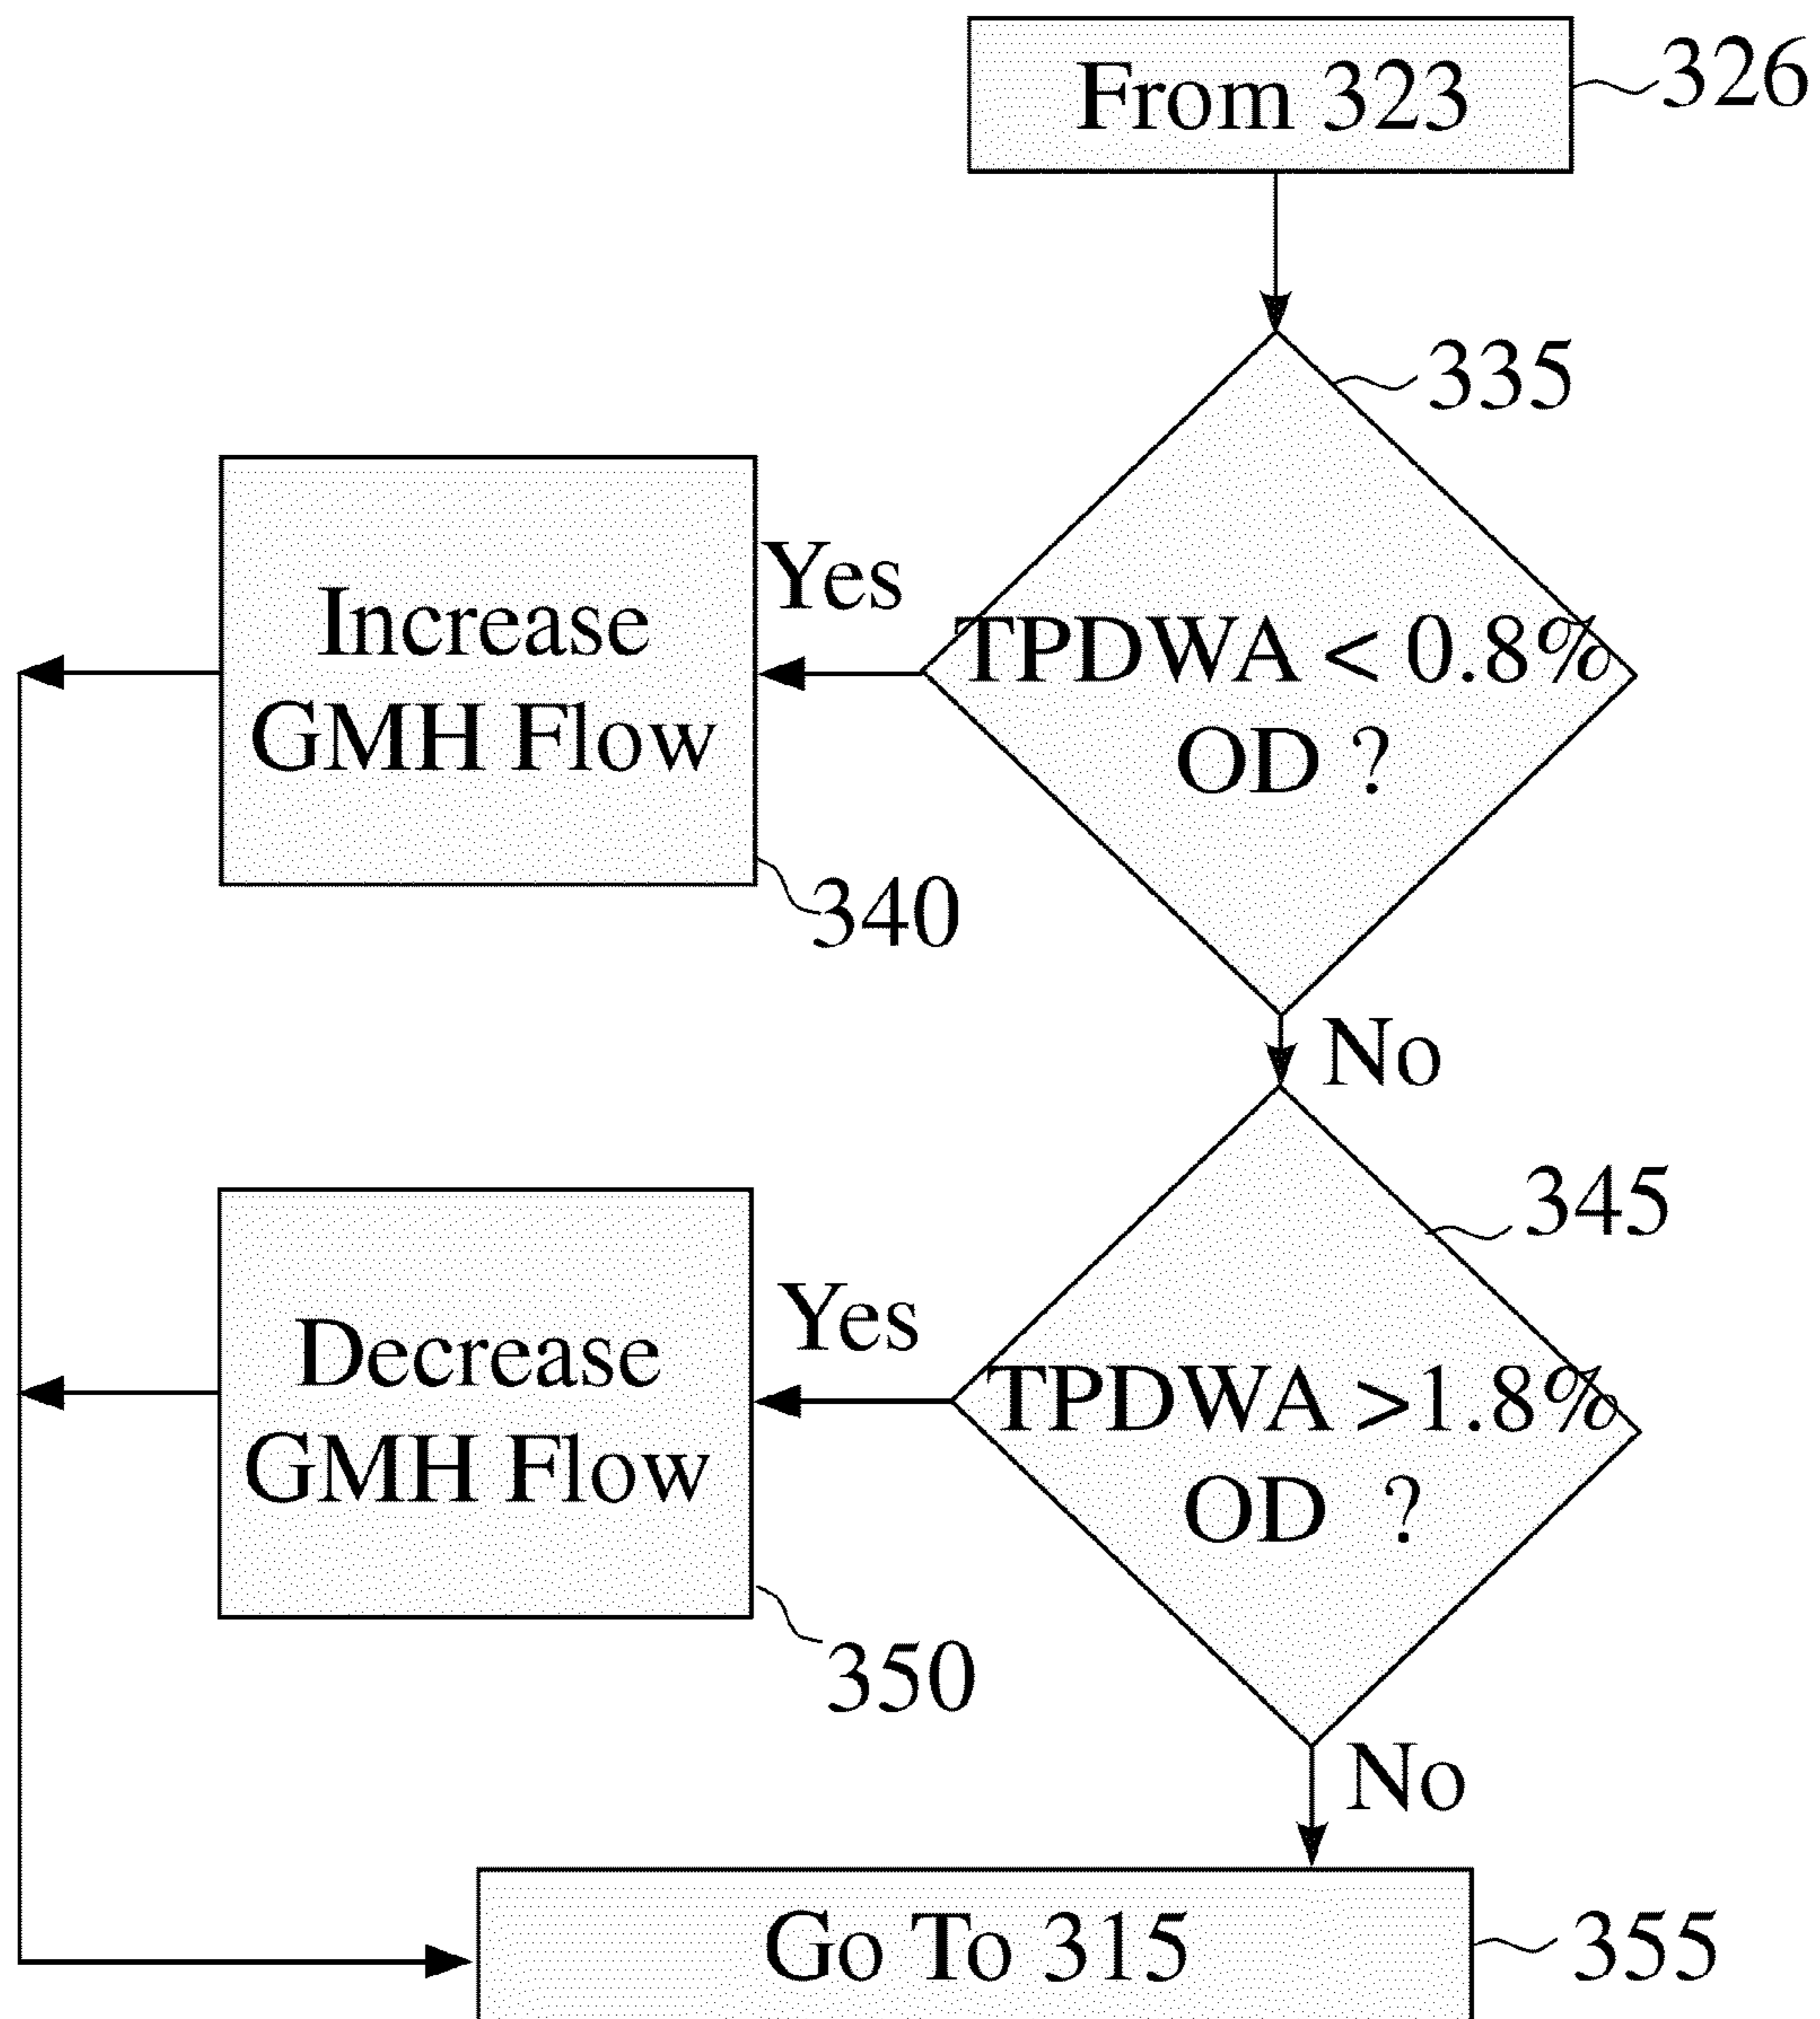 From 323
326
335
Yes
Increase
GMH Flow
TPDWA < 0.8%
OD ?
340
No
345
Yes
Decrease
GMH Flow
TPDWA >1.8%
OD ?
350
No
Go To 315
355